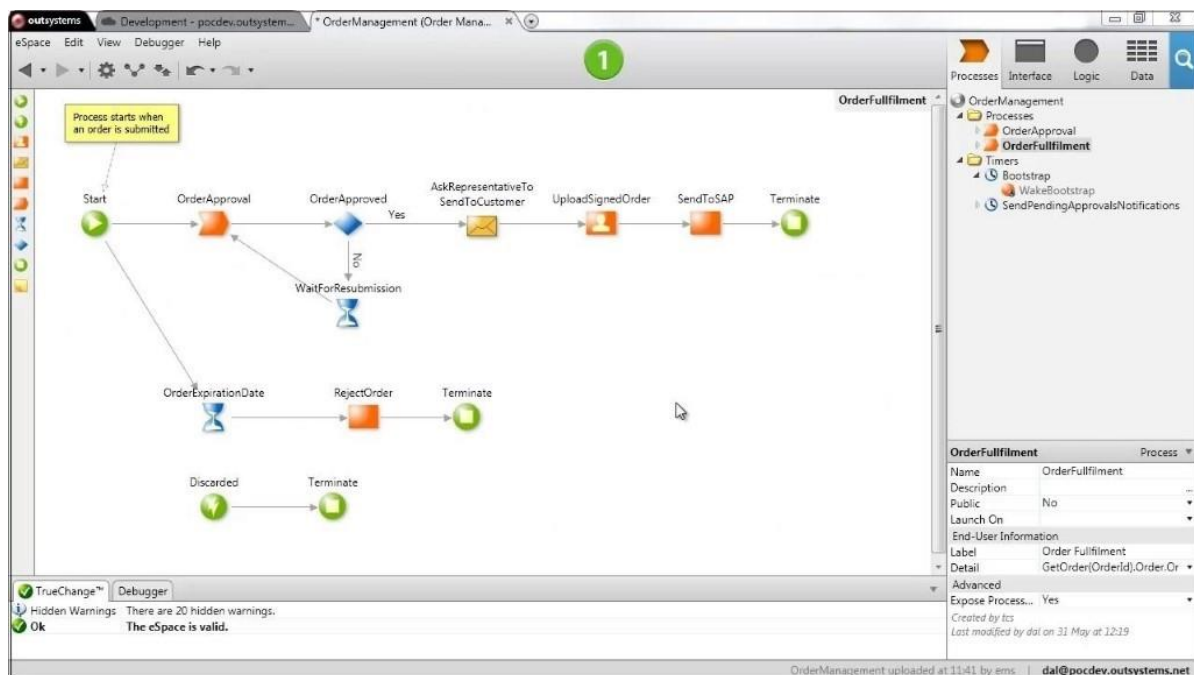 outsystems
Development - pocdev.outsystem...
* OrderManagement (Order Mana...
eSpace Edit View Debugger Help
1
Processes Interface Logic Data
OrderFullfilment
Process starts when
an order is submitted
Start
OrderApproval
OrderApproved
Yes
No
AskRepresentativeTo
SendToCustomer
UploadSignedOrder
SendToSAP
Terminate
WaitForResubmission
OrderExpirationDate
RejectOrder
Terminate
Discarded
Terminate
OrderManagement
Processes
OrderApproval
OrderFullfilment
Timers
Bootstrap
WakeBootstrap
SendPendingApprovalsNotifications
OrderFullfilment Process
Name OrderFullfilment
Description ...
Public No
Launch On
End-User Information
Label Order Fullfilment
Detail GetOrder(OrderId).Order.Or
Advanced
Expose Process... Yes
Created by tcs
Last modified by dal on 31 May at 12:19
TrueChange™ Debugger
Hidden Warnings There are 20 hidden warnings.
Ok The eSpace is valid.
OrderManagement uploaded at 11:41 by ems | dal@pocdev.outsystems.net